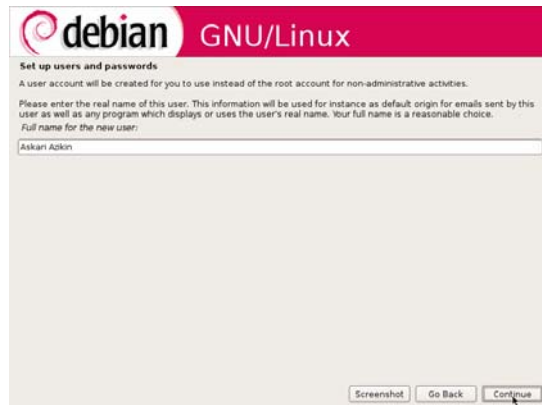 debian GNU/Linux
Set up users and passwords
A user account will be created for you to use instead of the root account for non-administrative activities.
Please enter the real name of this user. This information will be used for instance as default origin for emails sent by this
user as well as any program which displays or uses the user's real name. Your full name is a reasonable choice.
Full name for the new user:
Askari Azikin
Screenshot Go Back Continue